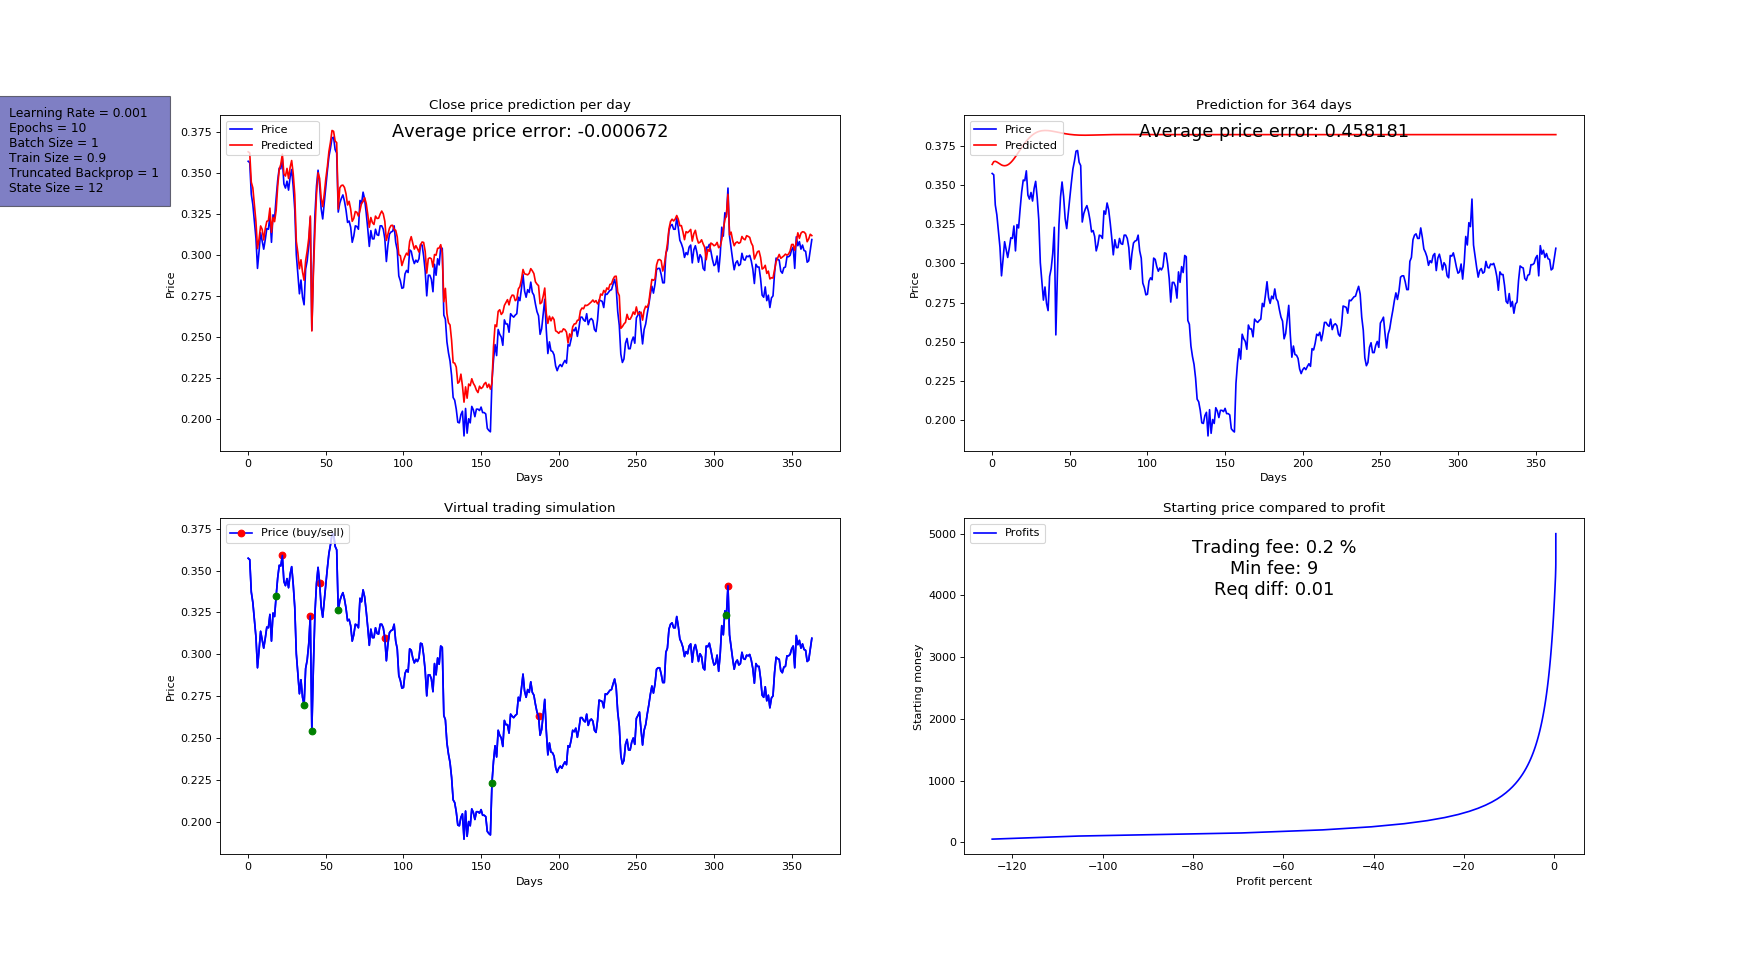 Learning Rate = 0.001
Epochs = 10
Batch Size = 1
Train Size = 0.9
Truncated Backprop = 1
State Size = 12
Close price prediction per day
Price
Predicted
Average price error: -0.000672
0.375
0.350
0.325
0.300
0.275
0.250
0.225
0.200
Price
0 50 100 150 200 250 300 350
Days
Prediction for 364 days
Price
Predicted
Average price error: 0.458181
0.375
0.350
0.325
0.300
0.275
0.250
0.225
0.200
Price
0 50 100 150 200 250 300 350
Days
Virtual trading simulation
Price (buy/sell)
0.375
0.350
0.325
0.300
0.275
0.250
0.225
0.200
Price
0 50 100 150 200 250 300 350
Days
Starting price compared to profit
Profits
Trading fee: 0.2 %
Min fee: 9
Req diff: 0.01
5000
4000
3000
2000
1000
0
Starting money
−120 −100 −80 −60 −40 −20 0
Profit percent